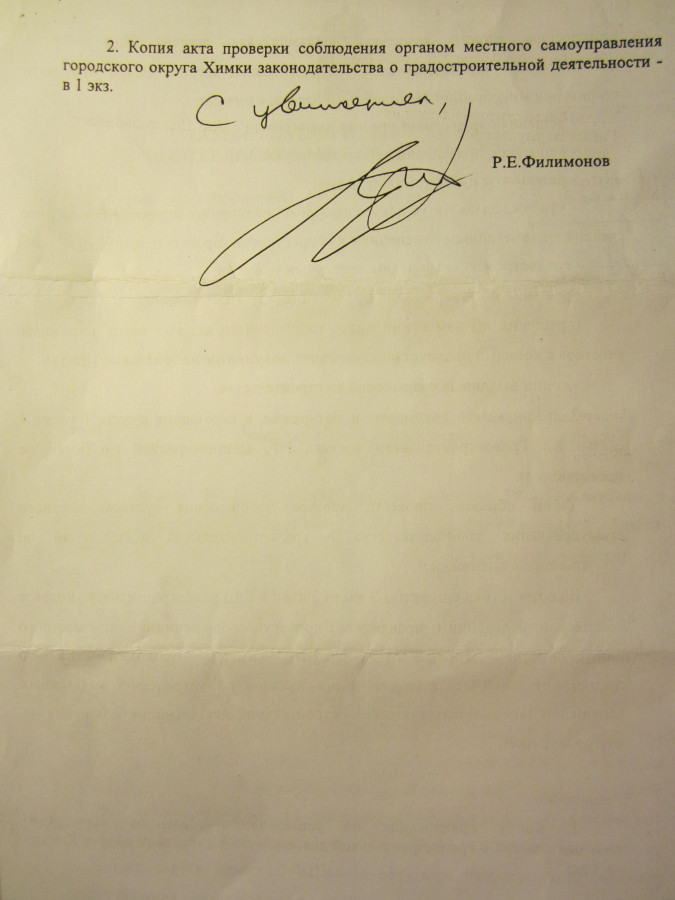 2. Копия акта проверки соблюдения органом местного самоуправления
городского округа Химки законодательства о градостроительной деятельности -
в 1 экз.
С уважением,
Р.Е.Филимонов